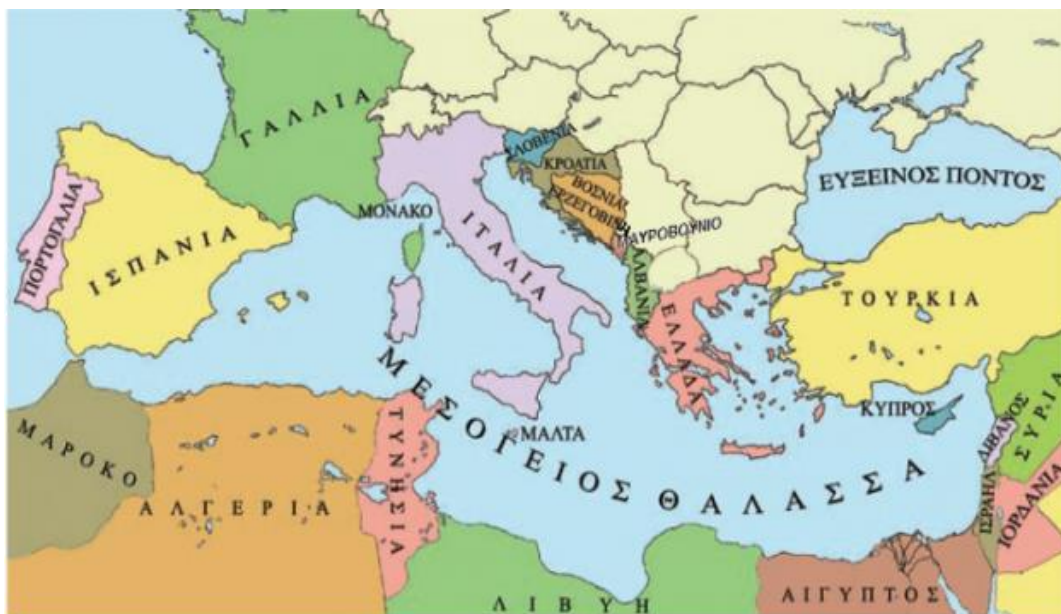 ΓΑΛΛΙΑ
ΣΛΟΒΕΝΙΑ
ΚΡΟΑΤΙΑ
ΒΟΣΝΙΑ
ΕΡΖΕΓΟΒΙΝΗ
ΕΥΞΕΙΝΟΣ ΠΟΝΤΟΣ
ΜΟΝΑΚΟ
ΜΑΥΡΟΒΟΥΝΙΟ
ΠΟΡΤΟΓΑΛΙΑ
ΙΣΠΑΝΙΑ
ΙΤΑΛΙΑ
ΑΛΒΑΝΙΑ
ΕΛΛΑΔΑ
ΤΟΥΡΚΙΑ
ΚΥΠΡΟΣ
ΛΙΒΑΝΟΣ
ΣΥΡΙΑ
ΜΑΡΟΚΟ
ΑΛΓΕΡΙΑ
ΤΥΝΗΣΙΑ
ΜΑΛΤΑ
ΜΕΣΟΓΕΙΟΣ ΘΑΛΑΣΣΑ
ΙΣΡΑΗΛ
ΙΟΡΔΑΝΙΑ
ΛΙΒΥΗ
ΑΙΓΥΠΤΟΣ